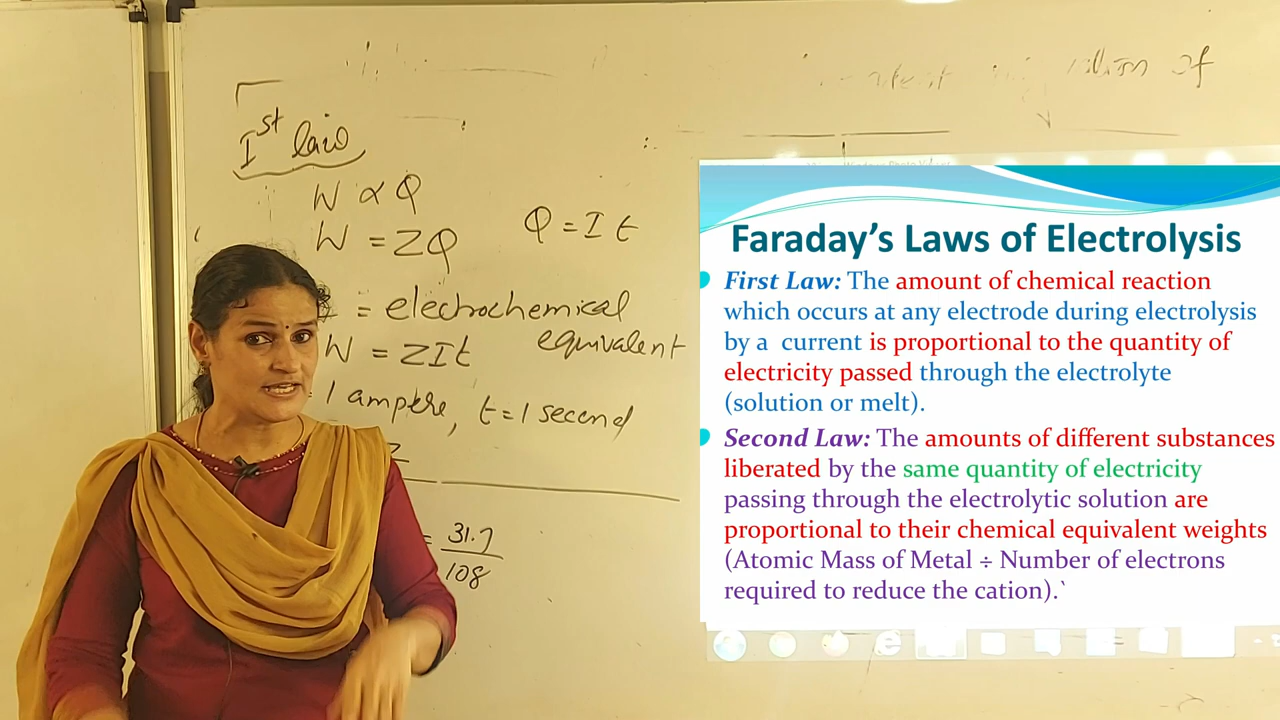 of
Ist law
W ∝ Q
W = ZQ
Q = It
= electrochemical
equivalent
W = ZIt
1 ampere, t = 1 second
Z
= 31.7
108
Faraday's Laws of Electrolysis
First Law: The amount of chemical reaction
which occurs at any electrode during electrolysis
by a current is proportional to the quantity of
electricity passed through the electrolyte
(solution or melt).
Second Law: The amounts of different substances
liberated by the same quantity of electricity
passing through the electrolytic solution are
proportional to their chemical equivalent weights
(Atomic Mass of Metal ÷ Number of electrons
required to reduce the cation).`